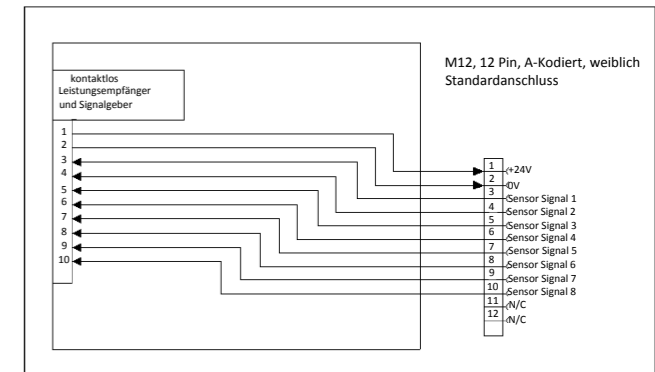 M12, 12 Pin, A-Kodiert, weiblich
Standardanschluss
kontaktlos
Leistungsempfänger
und Signalgeber
1
2
3
4
5
6
7
8
9
10
1
+24V
2
0V
3
Sensor Signal 1
4
Sensor Signal 2
5
Sensor Signal 3
6
Sensor Signal 4
7
Sensor Signal 5
8
Sensor Signal 6
9
Sensor Signal 7
10
Sensor Signal 8
11
N/C
12
N/C